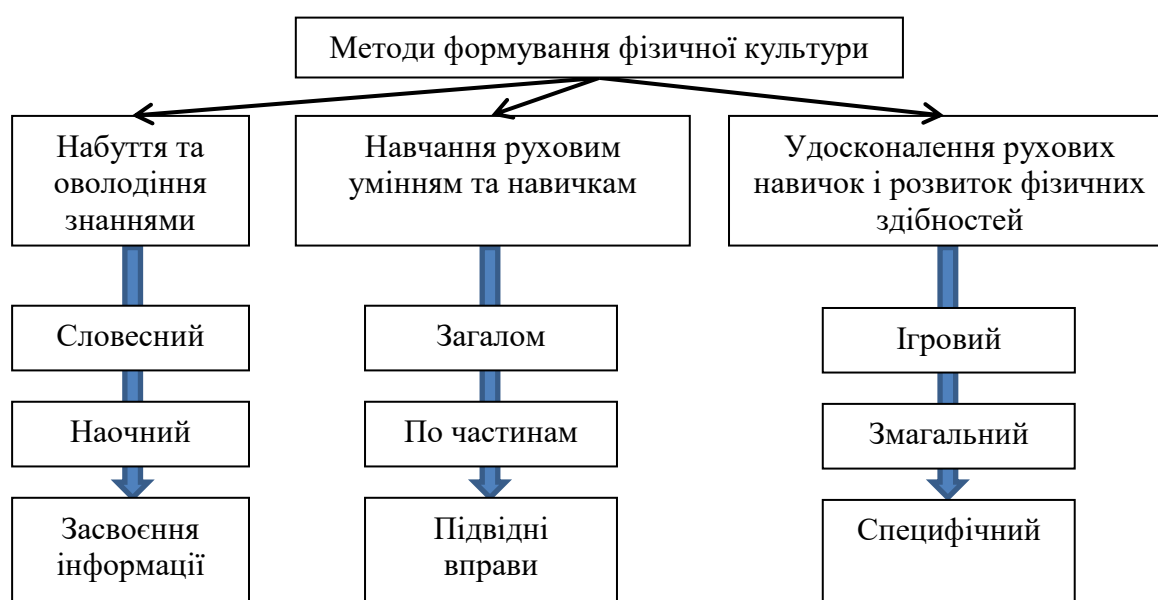 Методи формування фізичної культури
Набуття та
оволодіння
знаннями
Навчання руховим
умінням та навичкам
Удосконалення рухових
навичок і розвиток фізичних
здібностей
Словесний
Загалом
Ігровий
Наочний
По частинам
Змагальний
Засвоєння
інформації
Підвідні
вправи
Специфічний